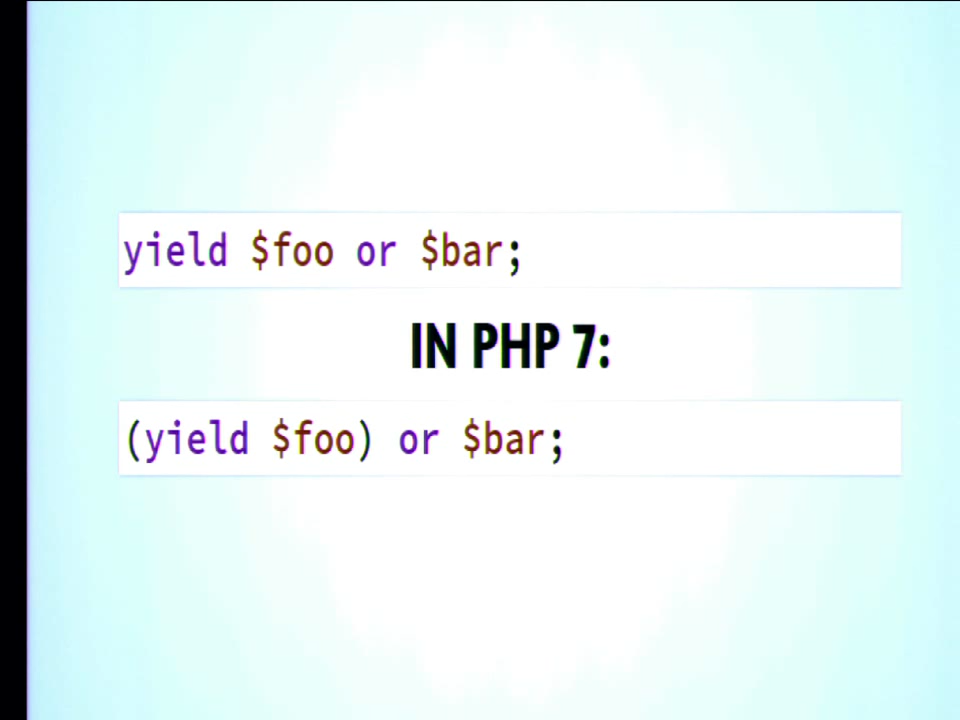 yield $foo or $bar;
IN PHP 7:
(yield $foo) or $bar;